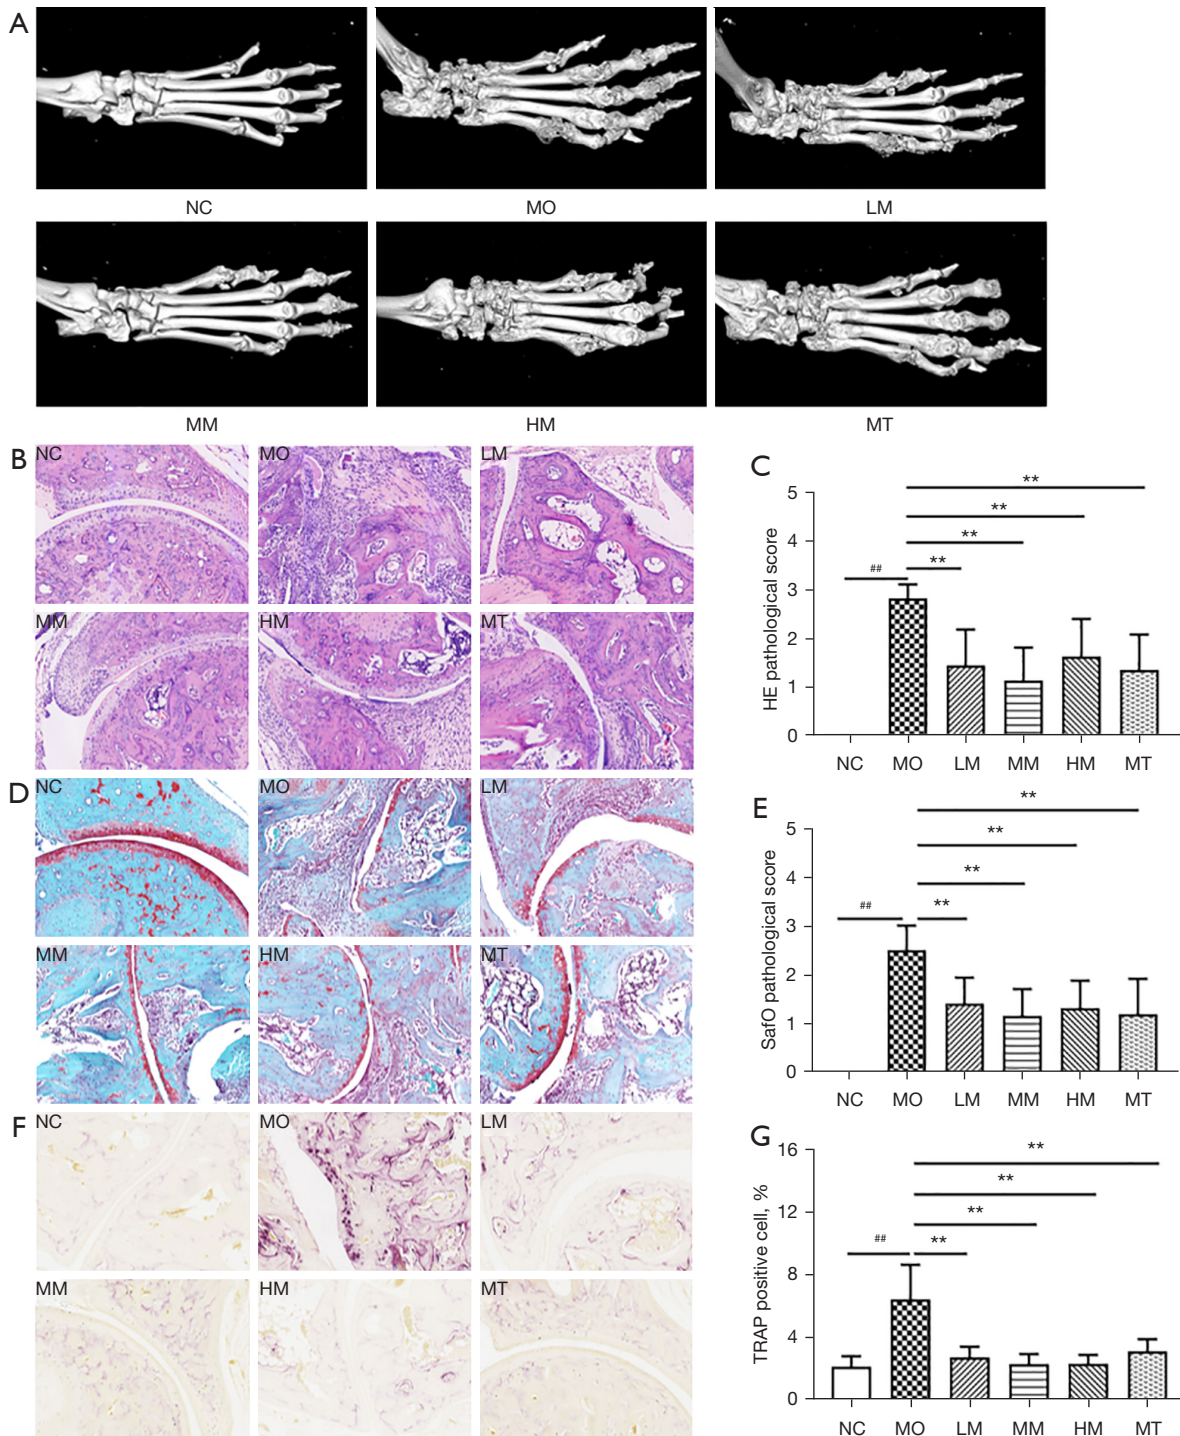 A
NC
MO
LM
MM
HM
MT
B
NC
MO
LM
MM
HM
MT
C
HE pathological score
5
4
3
2
1
0
##
**
**
**
**
NC MO LM MM HM MT
D
NC
MO
LM
MM
HM
MT
E
SafO pathological score
5
4
3
2
1
0
##
**
**
**
**
NC MO LM MM HM MT
F
NC
MO
LM
MM
HM
MT
G
TRAP positive cell, %
16
12
8
4
0
##
**
**
**
**
NC MO LM MM HM MT